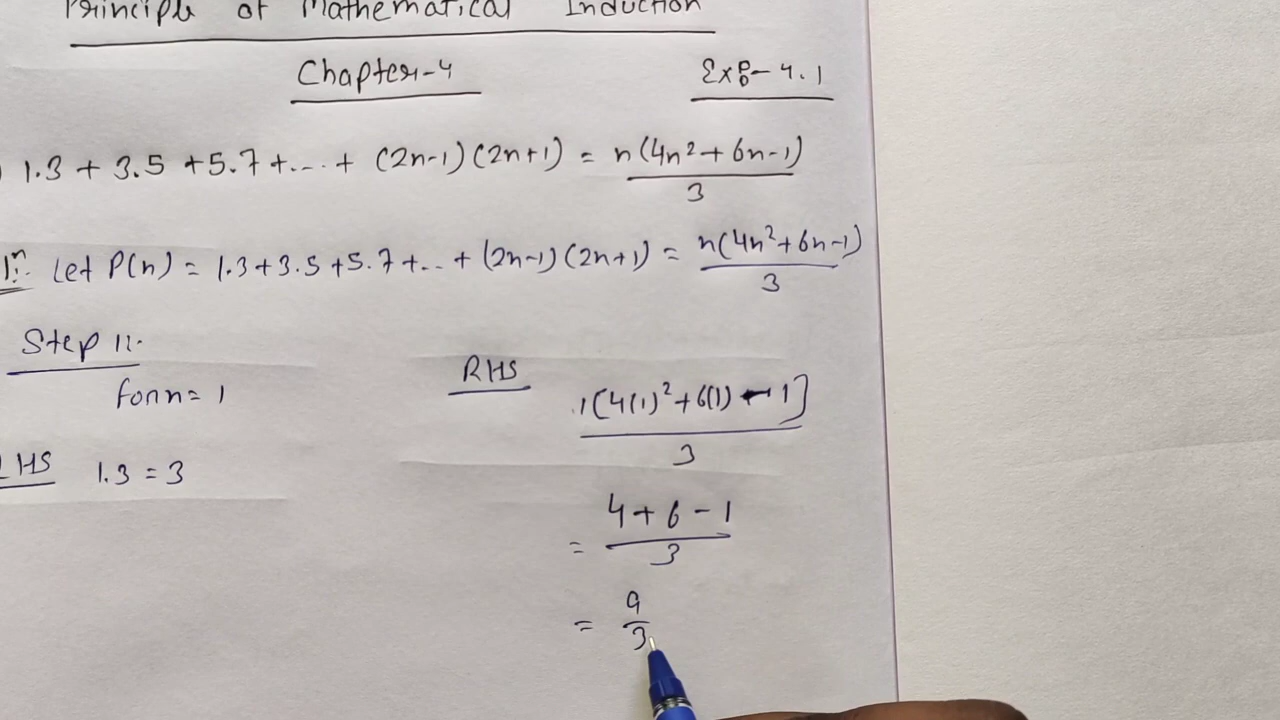 Principle of Mathematical Induction
Chapter-4
Exe-4.1
1.3 + 3.5 + 5.7 + .... + (2n-1)(2n+1) = n(4n²+6n-1)/3
Let P(n) = 1.3+3.5+5.7+... + (2n-1)(2n+1) = n(4n²+6n-1)/3
Step 1:-
for n = 1
RHS
1[4(1)²+6(1)-1]/3
LHS 1.3 = 3
= 4+6-1/3
= 9/3